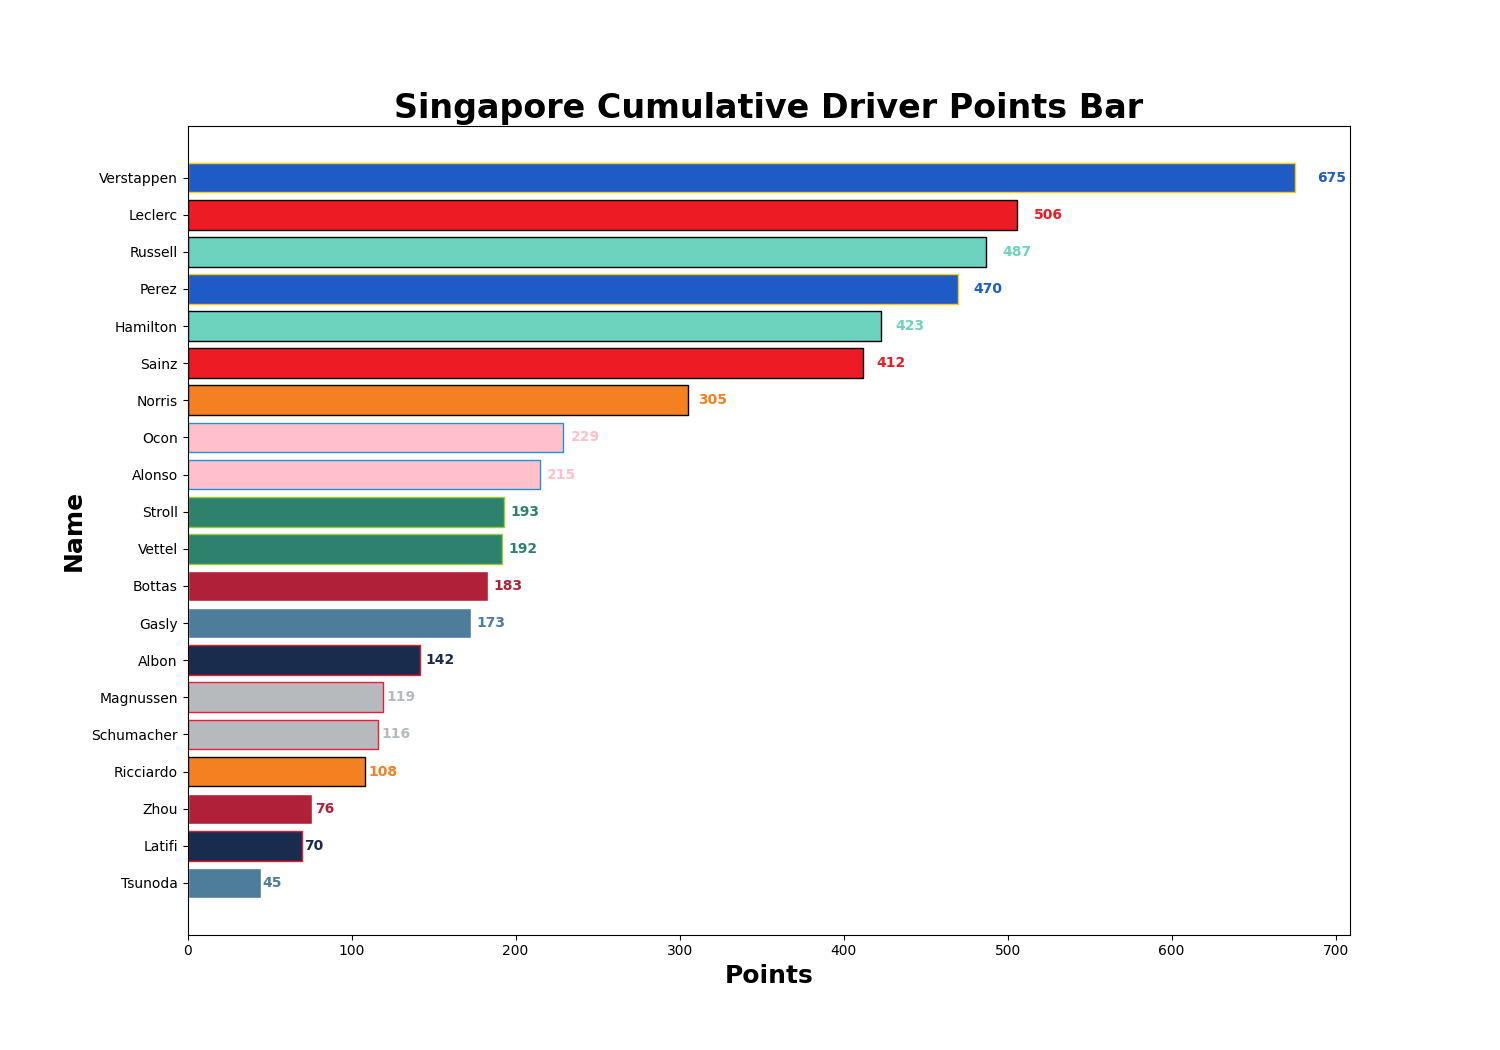 Singapore Cumulative Driver Points Bar
Verstappen 675
Leclerc 506
Russell 487
Perez 470
Hamilton 423
Sainz 412
Norris 305
Ocon 229
Alonso 215
Stroll 193
Vettel 192
Bottas 183
Gasly 173
Albon 142
Magnussen 119
Schumacher 116
Ricciardo 108
Zhou 76
Latifi 70
Tsunoda 45
Name
0 100 200 300 400 500 600 700
Points